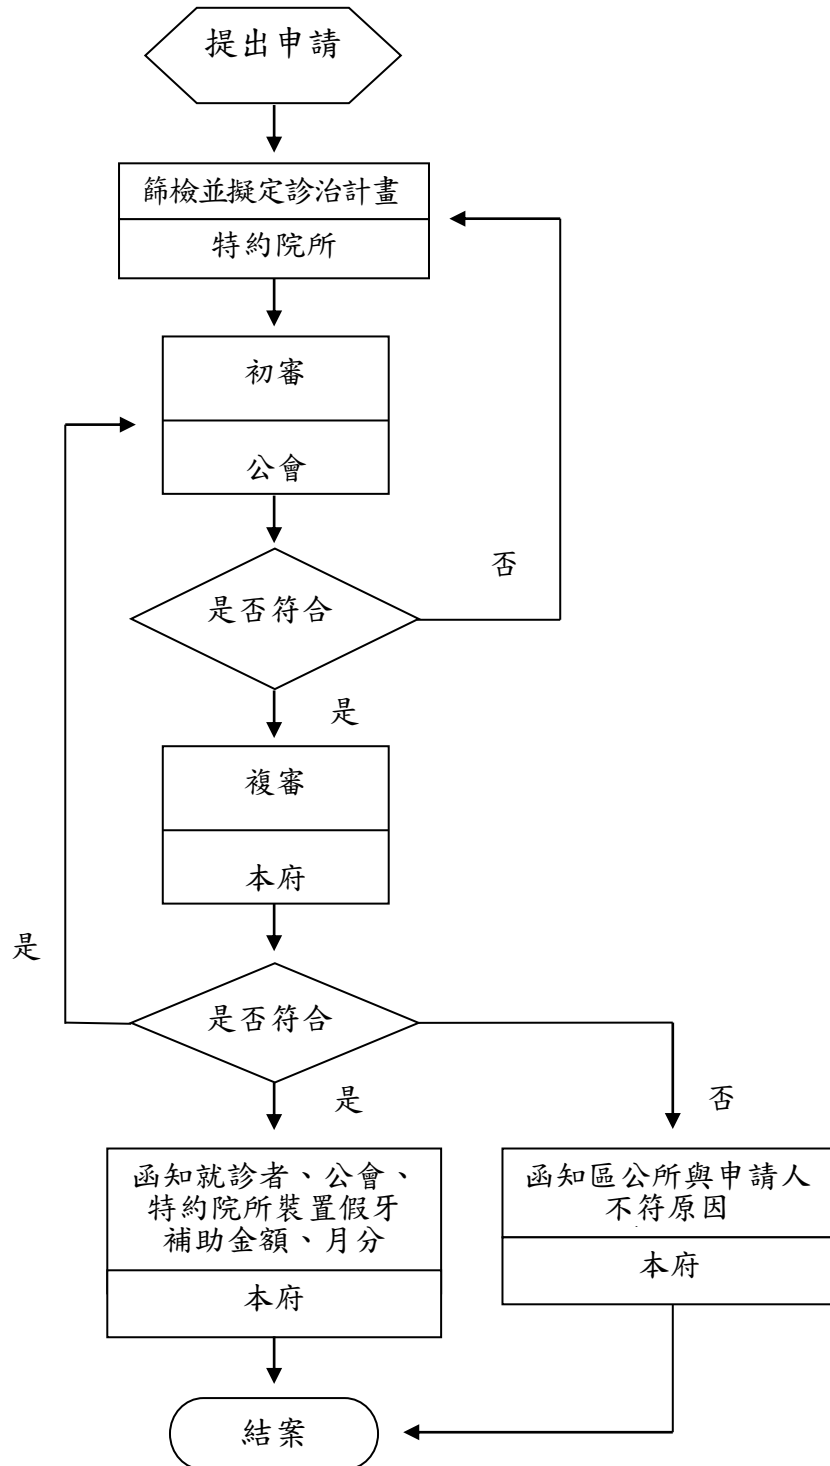 提出申請
篩檢並擬定診治計畫
特約院所
初審
公會
是否符合
否
是
複審
本府
是
是否符合
是
否
函知就診者、公會、
特約院所裝置假牙
補助金額、月分
本府
函知區公所與申請人
不符原因
本府
結案